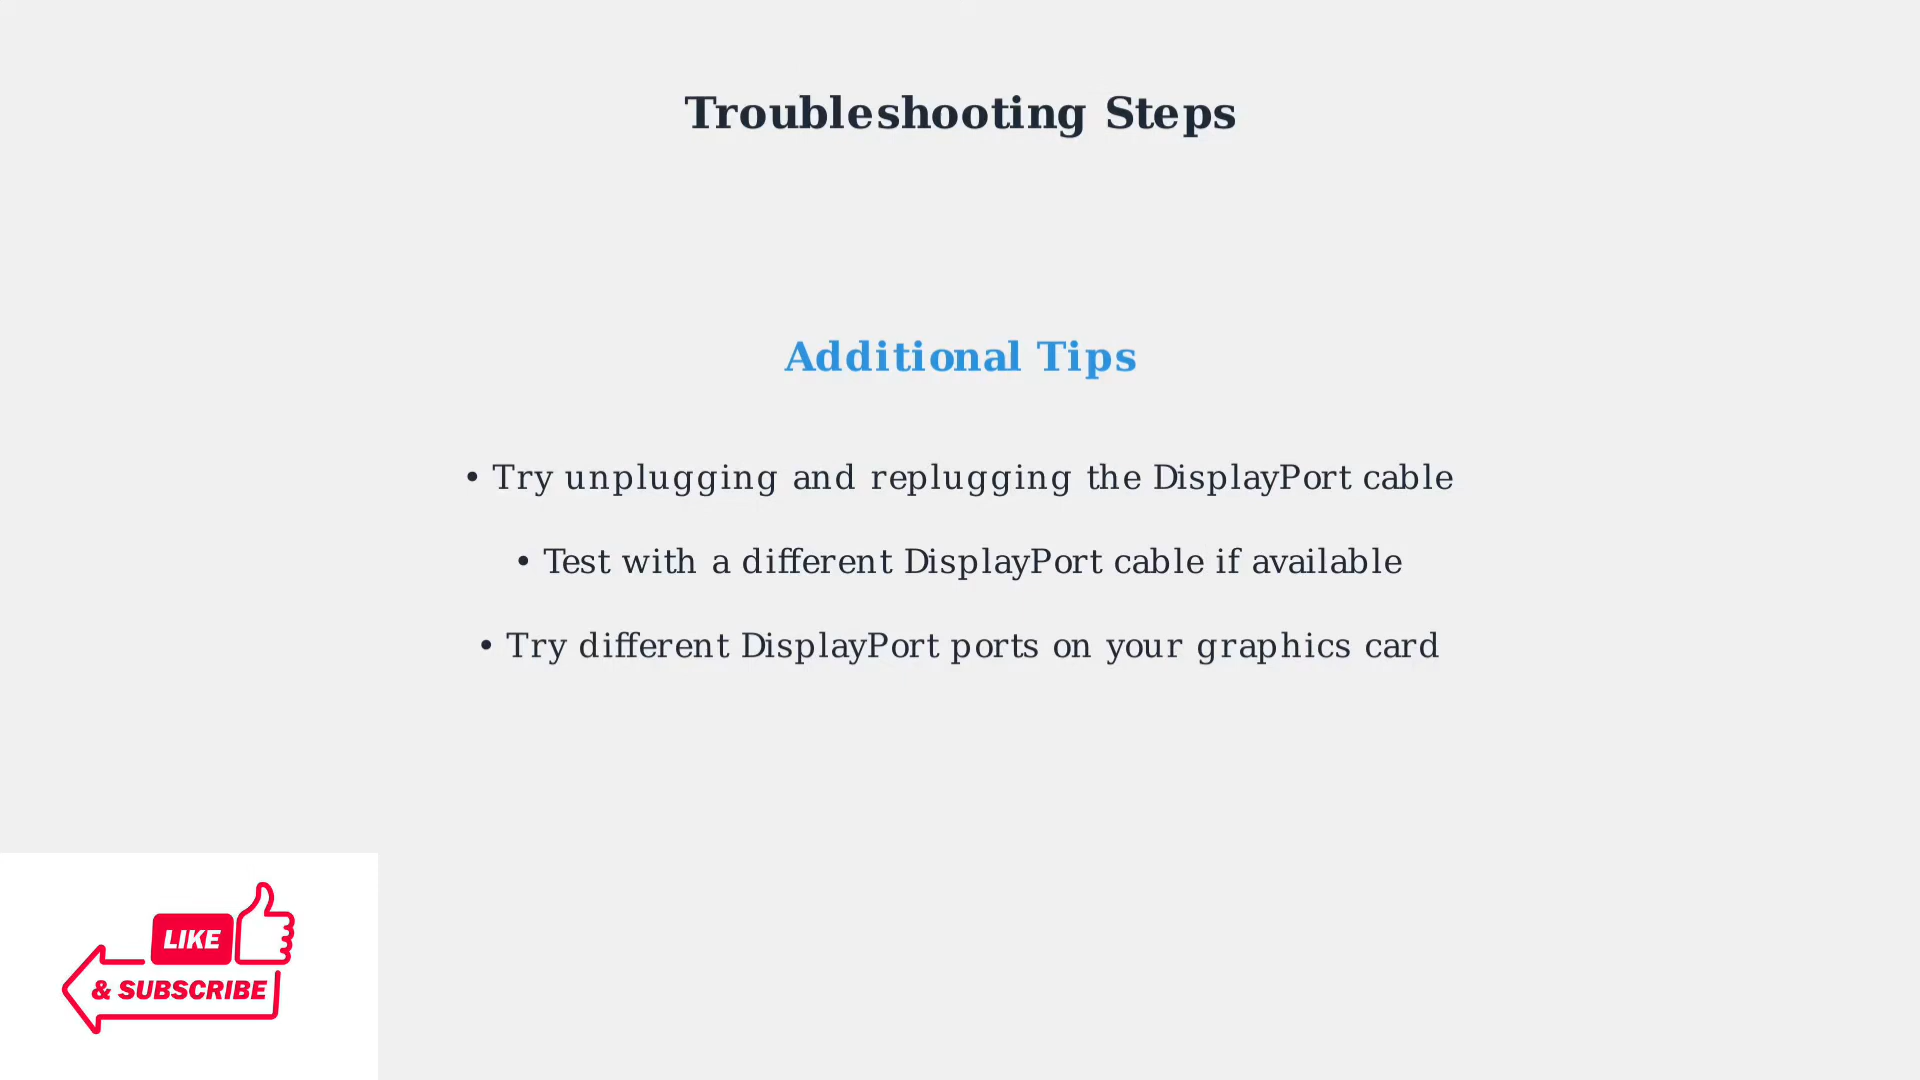 Troubleshooting Steps
Additional Tips
• Try unplugging and replugging the DisplayPort cable
• Test with a different DisplayPort cable if available
• Try different DisplayPort ports on your graphics card
LIKE
& SUBSCRIBE